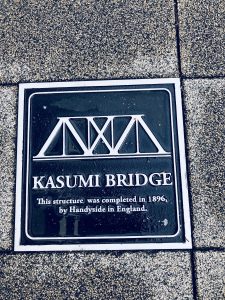 KASUMI BRIDGE
This structure was completed in 1896,
by Handyside in England.